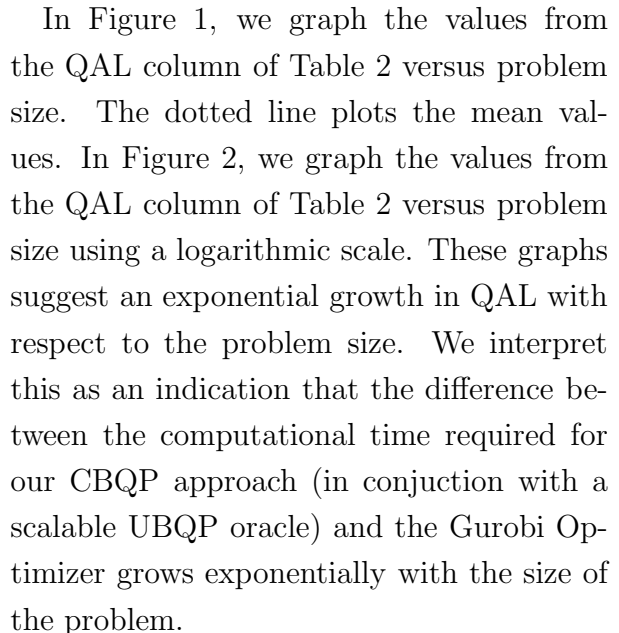 In Figure 1, we graph the values from
the QAL column of Table 2 versus problem
size. The dotted line plots the mean val-
ues. In Figure 2, we graph the values from
the QAL column of Table 2 versus problem
size using a logarithmic scale. These graphs
suggest an exponential growth in QAL with
respect to the problem size. We interpret
this as an indication that the difference be-
tween the computational time required for
our CBQP approach (in conjuction with a
scalable UBQP oracle) and the Gurobi Op-
timizer grows exponentially with the size of
the problem.